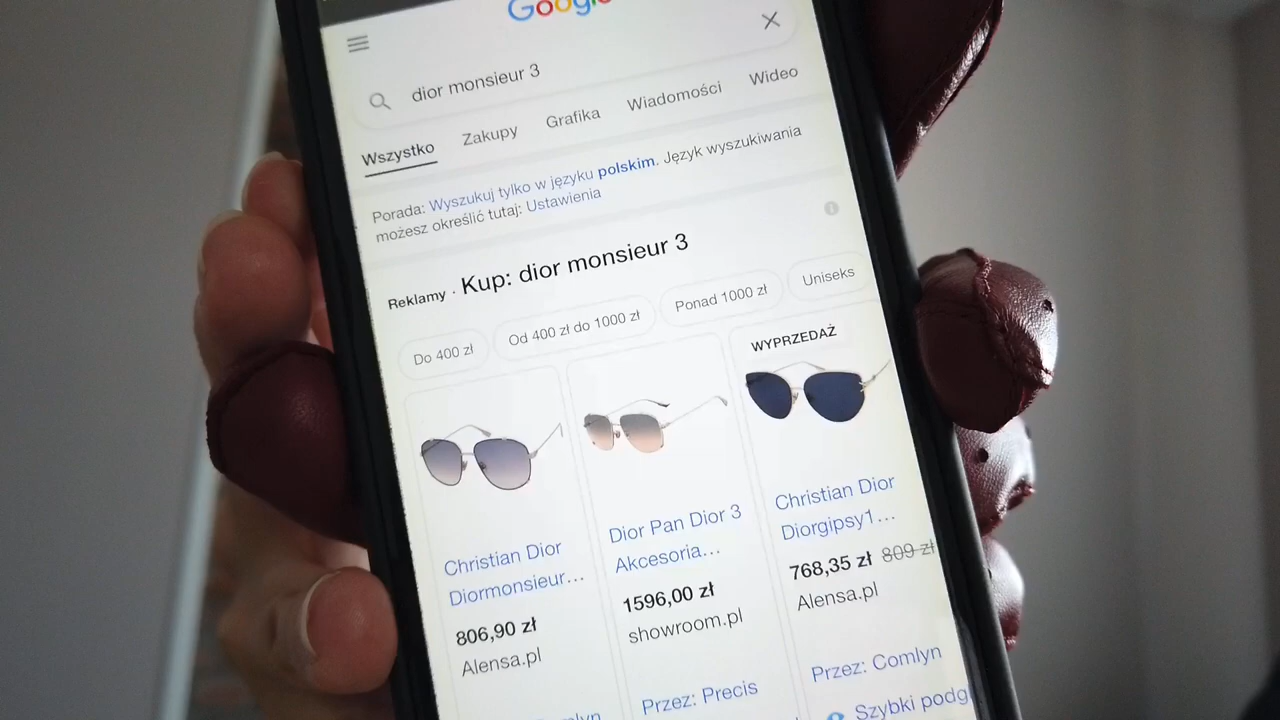 Google
dior monsieur 3
Wszystko Zakupy Grafika Wiadomości Wideo
Porada: Wyszukuj tylko w języku polskim. Język wyszukiwania
możesz określić tutaj: Ustawienia
Reklamy · Kup: dior monsieur 3
Do 400 zł Od 400 zł do 1000 zł Ponad 1000 zł Uniseks
Christian Dior
Diormonsieur...
806,90 zł
Alensa.pl
Dior Pan Dior 3
Akcesoria...
1596,00 zł
showroom.pl
Przez: Precis
WYPRZEDAŻ
Christian Dior
Diorgipsy1...
768,35 zł 809 zł
Alensa.pl
Przez: Comlyn
Szybki podg